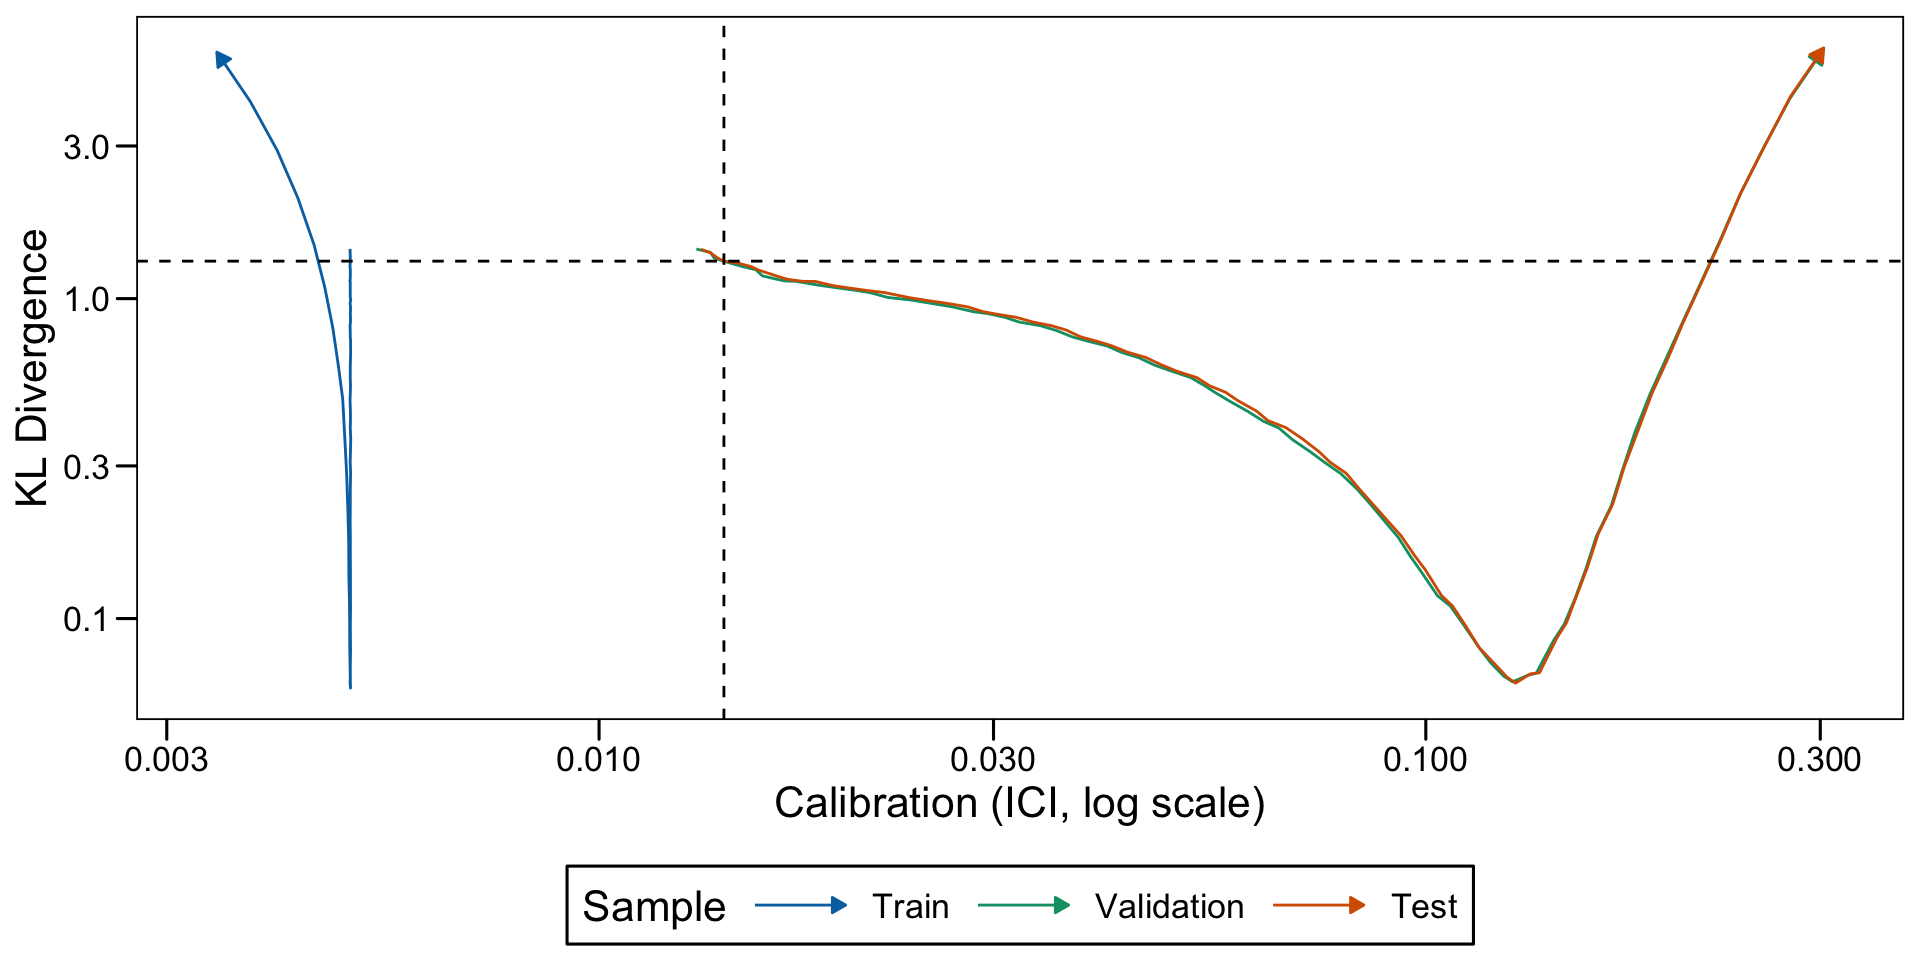 KL Divergence
3.0
1.0
0.3
0.1
0.003 0.010 0.030 0.100 0.300
Calibration (ICI, log scale)
Sample Train Validation Test